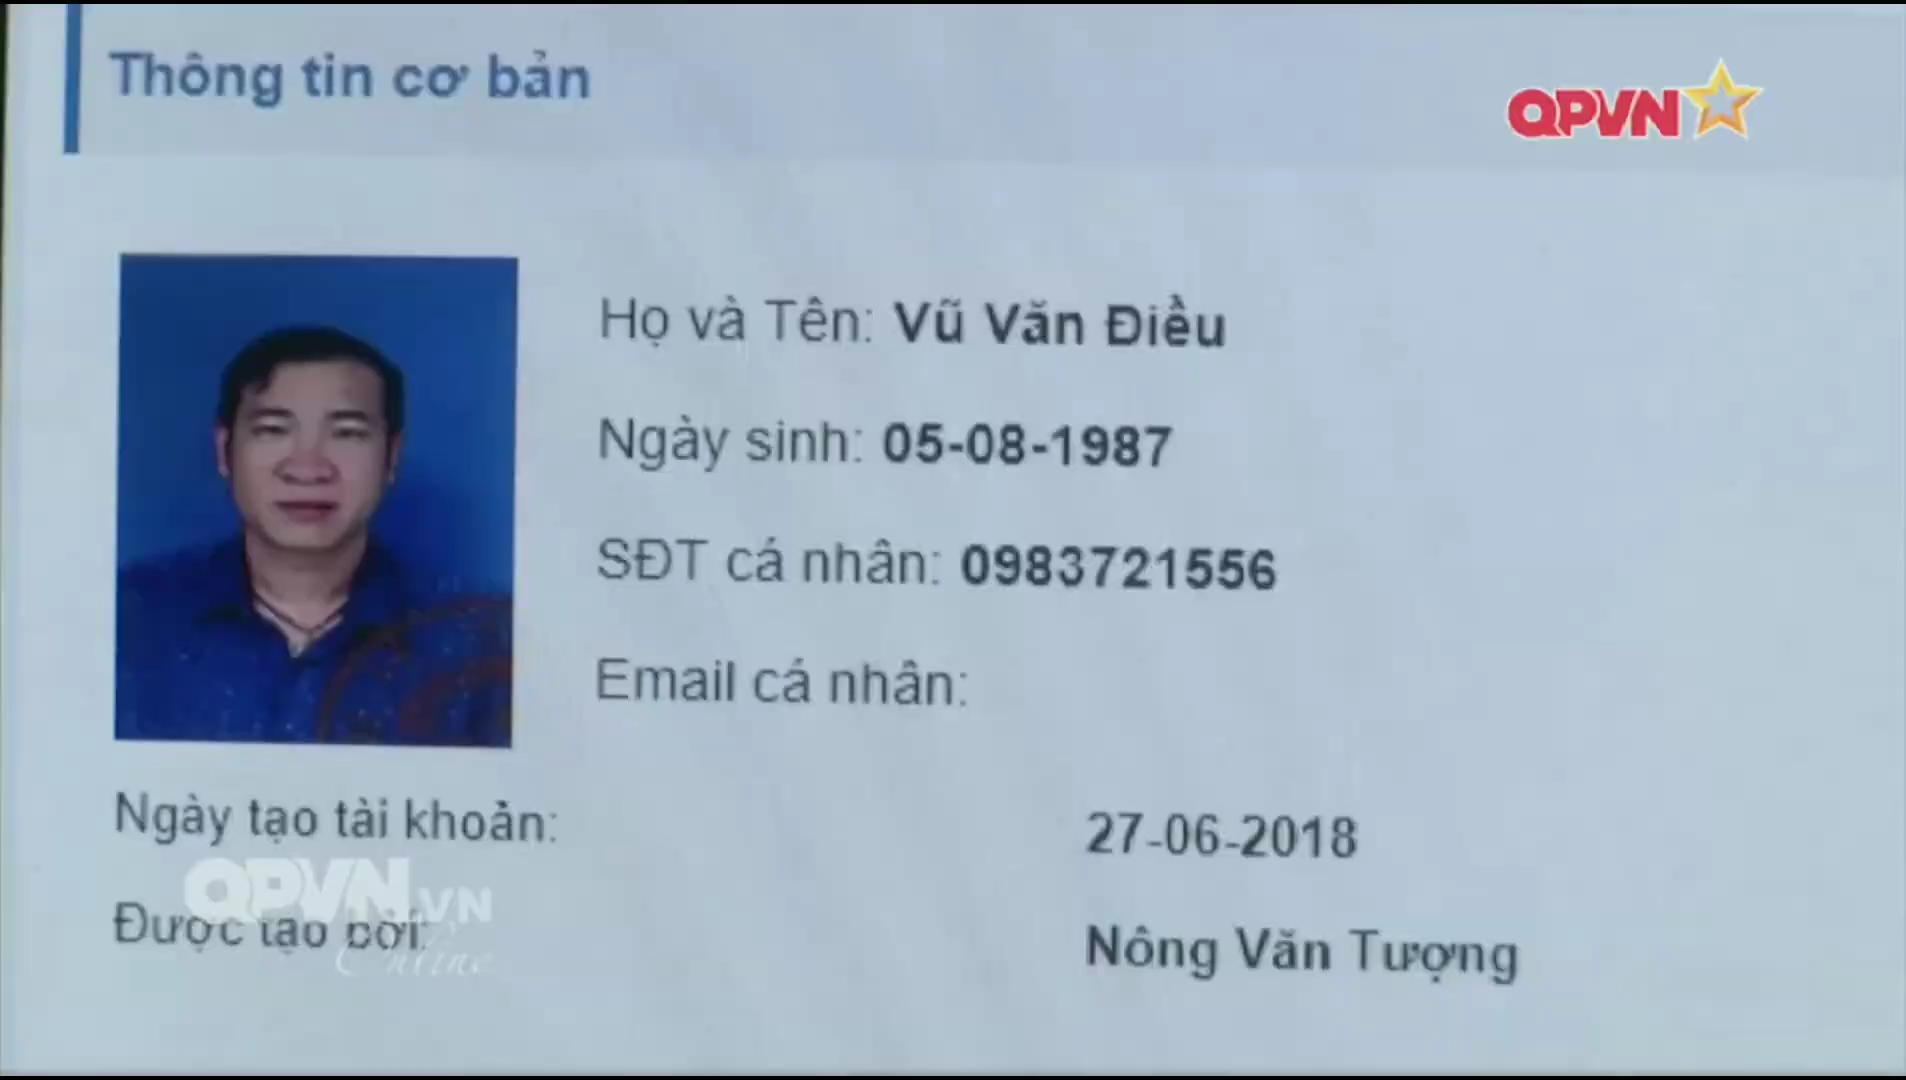 Thông tin cơ bản
QPVN
Họ và Tên: Vũ Văn Điều
Ngày sinh: 05-08-1987
SĐT cá nhân: 0983721556
Email cá nhân:
Ngày tạo tài khoản: 27-06-2018
QPVN.VN
Được tạo bởi: Nông Văn Tượng
Online